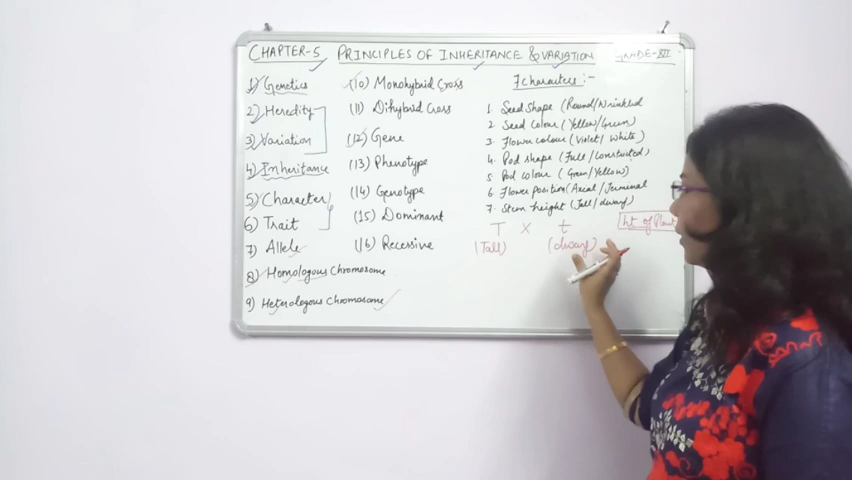 CHAPTER-5 PRINCIPLES OF INHERITANCE & VARIATION GRADE-XII
1) Genetics
2) Heredity
3) Variation
4) Inheritance
5) Character
6) Trait
7) Allele
8) Homologous Chromosome
9) Heterologous Chromosome
(10) Monohybrid Cross
(11) Dihybrid Cross
(12) Gene
(13) Phenotype
(14) Genotype
(15) Dominant
(16) Recessive
7 characters :-
1. Seed Shape (Round/Wrinkled
2. Seed colour (Yellow/Green)
3. Flower colour (Violet/ White)
4. Pod shape (Full/Constricted)
5. Pod colour (Green/Yellow)
6. Flower position (Axial/Terminal
7. Stem height (Tall/dwarf)
ht of Plant
T x t
(Tall) (dwarf)